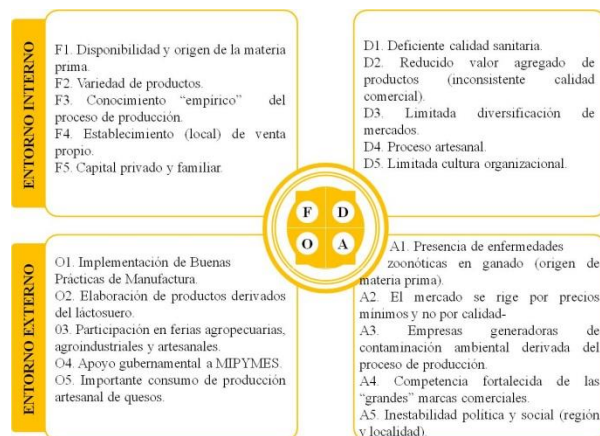 ENTORNO INTERNO
F1. Disponibilidad y origen de la materia
prima.
F2. Variedad de productos.
F3. Conocimiento “empírico” del
proceso de producción.
F4. Establecimiento (local) de venta
propio.
F5. Capital privado y familiar.
D1. Deficiente calidad sanitaria.
D2. Reducido valor agregado de
productos (inconsistente calidad
comercial).
D3. Limitada diversificación de
mercados.
D4. Proceso artesanal.
D5. Limitada cultura organizacional.
F D
O A
ENTORNO EXTERNO
O1. Implementación de Buenas
Prácticas de Manufactura.
O2. Elaboración de productos derivados
del láctosuero.
03. Participación en ferias agropecuarias,
agroindustriales y artesanales.
O4. Apoyo gubernamental a MIPYMES.
O5. Importante consumo de producción
artesanal de quesos.
A1. Presencia de enfermedades
zoonóticas en ganado (origen de
materia prima).
A2. El mercado se rige por precios
mínimos y no por calidad-
A3. Empresas generadoras de
contaminación ambiental derivada del
proceso de producción.
A4. Competencia fortalecida de las
“grandes” marcas comerciales.
A5. Inestabilidad política y social (región
y localidad).